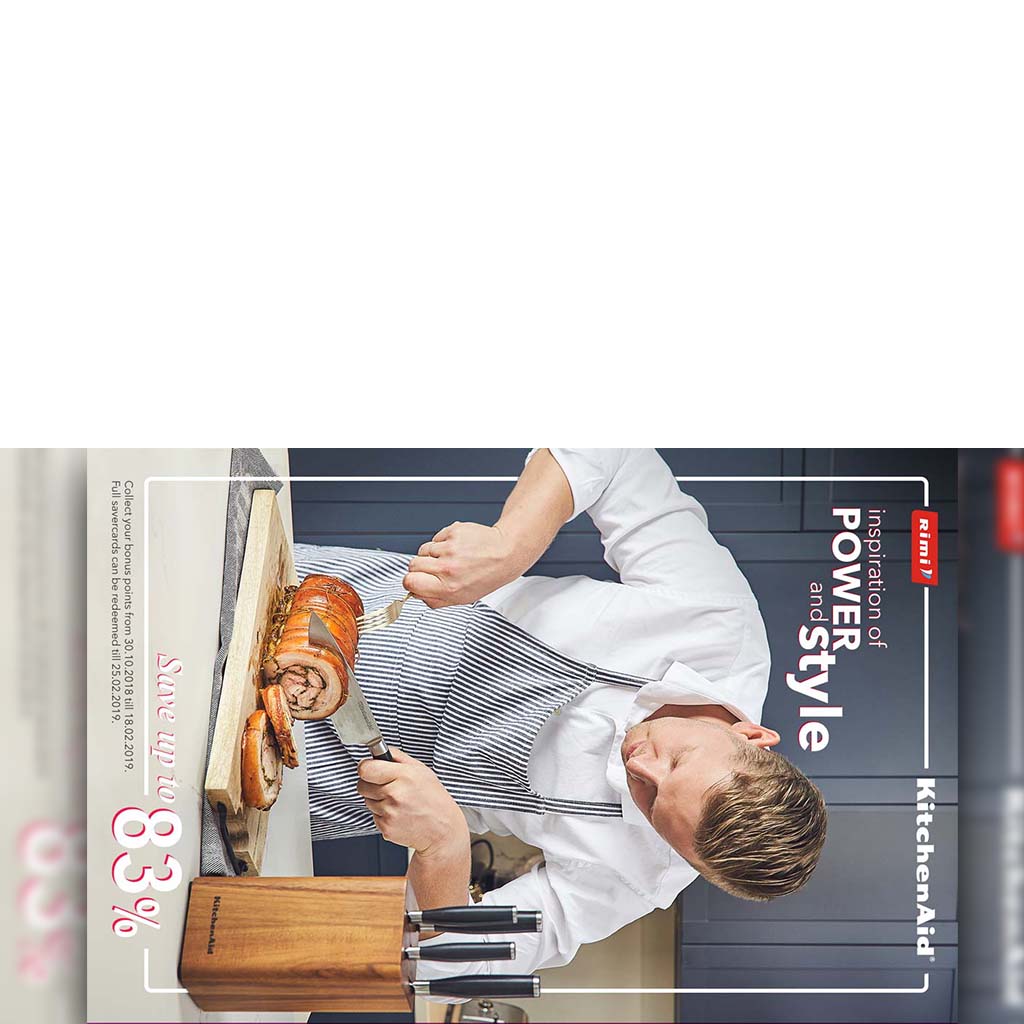 Rimi
KitchenAid®
inspiration of
POWER
and style
KitchenAid
Save up to
83%
Collect your bonus points from 30.10.2018 till 18.02.2019.
Full savercards can be redeemed till 25.02.2019.